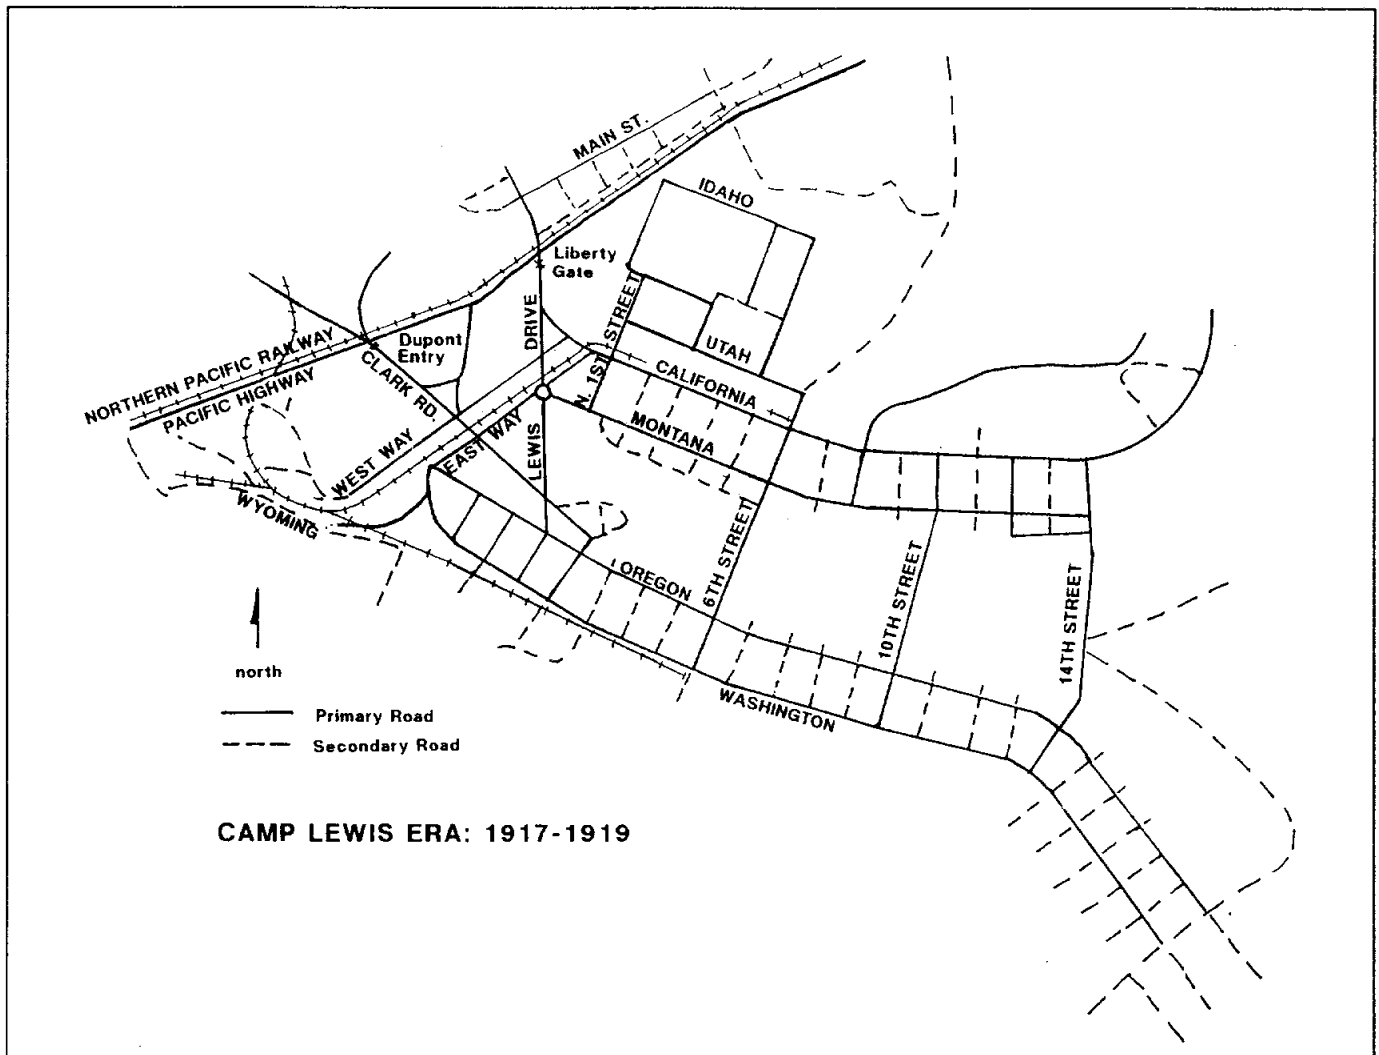 MAIN ST.
IDAHO
Liberty
Gate
DRIVE
N. 1ST STREET
UTAH
Dupont
Entry
NORTHERN PACIFIC RAILWAY
PACIFIC HIGHWAY
CLARK RD.
CALIFORNIA
MONTANA
WEST WAY
EAST WAY
LEWIS
WYOMING
OREGON
6TH STREET
10TH STREET
14TH STREET
WASHINGTON
north
Primary Road
Secondary Road
CAMP LEWIS ERA: 1917-1919